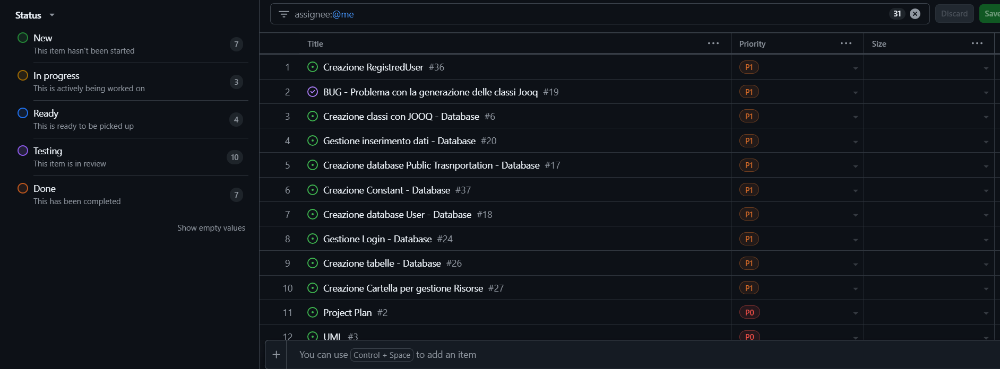 Status
New
This item hasn't been started
7
In progress
This is actively being worked on
3
Ready
This is ready to be picked up
4
Testing
This item is in review
10
Done
This has been completed
7
Show empty values
assignee:@me 31 Discard Save
Title Priority Size
1 Creazione RegistredUser #36 P1
2 BUG - Problema con la generazione delle classi Jooq #19 P1
3 Creazione classi con JOOQ - Database #6 P1
4 Gestione inserimento dati - Database #20 P1
5 Creazione database Public Trasnportation - Database #17 P1
6 Creazione Constant - Database #37 P1
7 Creazione database User - Database #18 P1
8 Gestione Login - Database #24 P1
9 Creazione tabelle - Database #26 P1
10 Creazione Cartella per gestione Risorse #27 P1
11 Project Plan #2 P0
12 UML #3 P0
You can use Control + Space to add an item